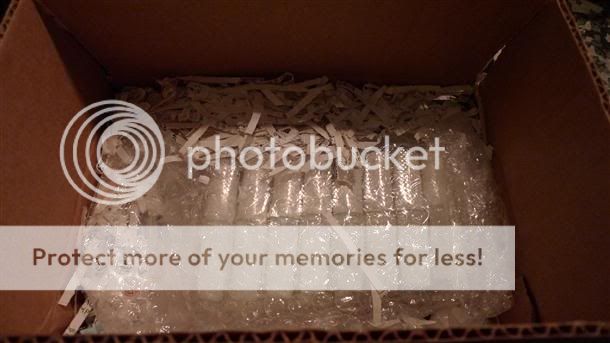 photobucket
Protect more of your memories for less!